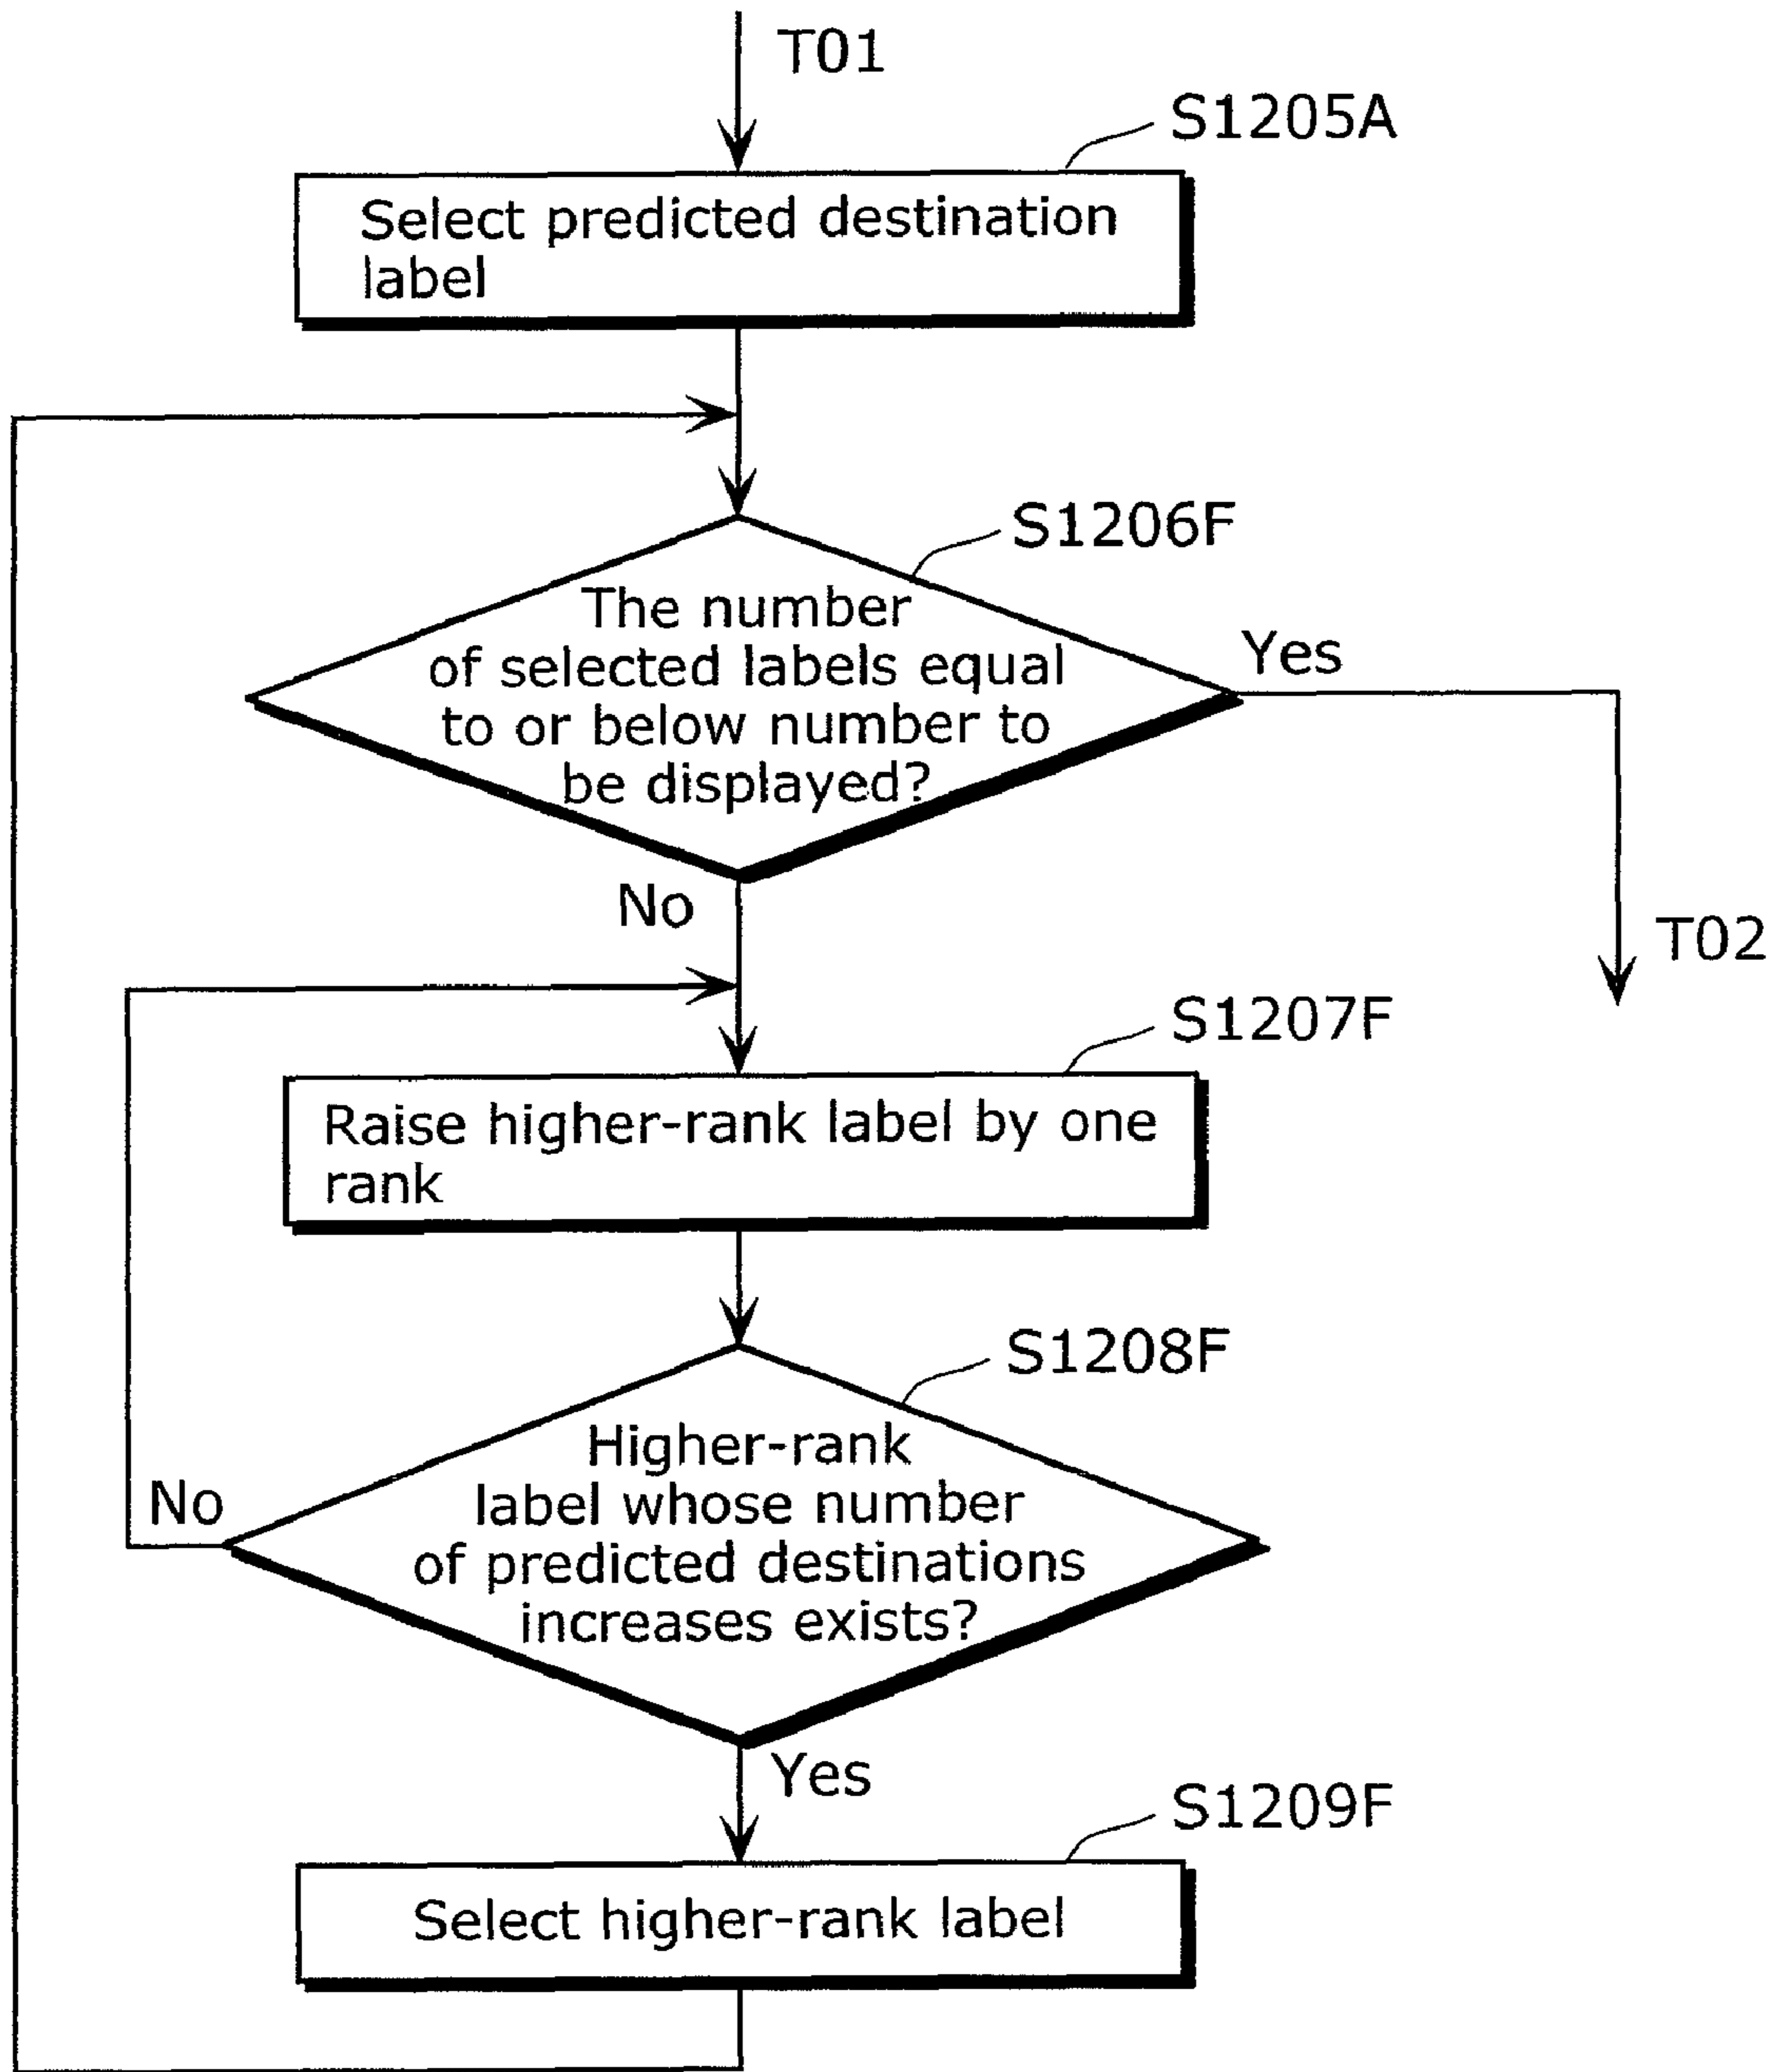 T01
S1205A
Select predicted destination
label
S1206F
The number
of selected labels equal
to or below number to
be displayed?
Yes
No
T02
S1207F
Raise higher-rank label by one
rank
S1208F
Higher-rank
label whose number
of predicted destinations
increases exists?
No
Yes
S1209F
Select higher-rank label